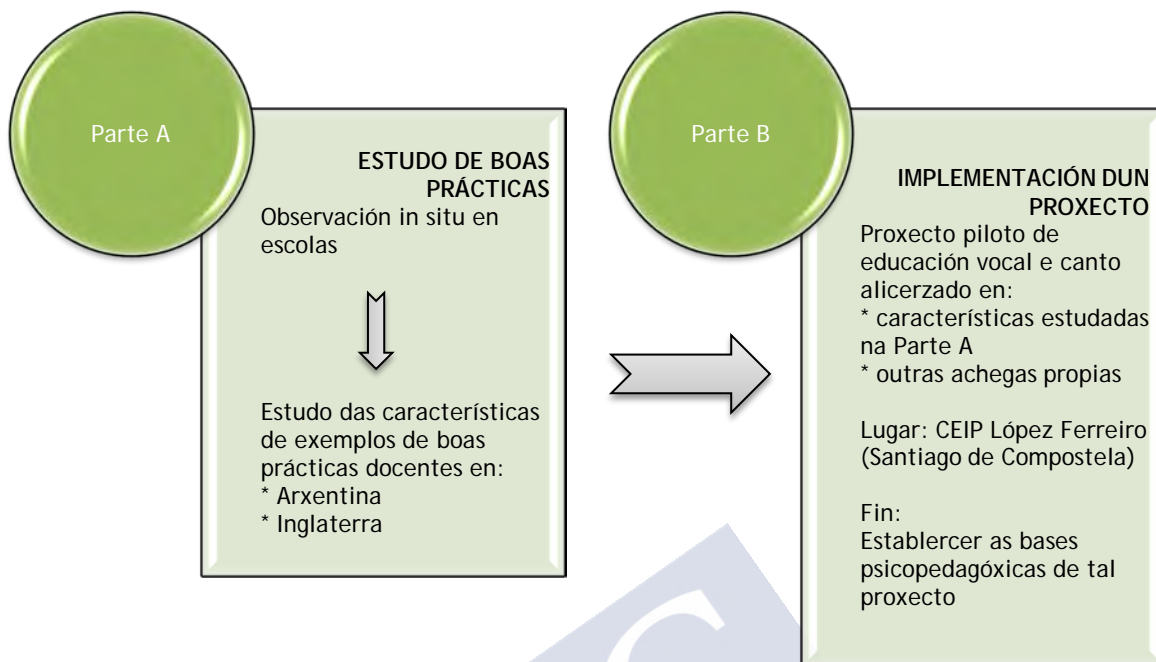 Parte A
ESTUDO DE BOAS
PRÁCTICAS
Observación in situ en
escolas
Estudo das características
de exemplos de boas
prácticas docentes en:
* Arxentina
* Inglaterra
Parte B
IMPLEMENTACIÓN DUN
PROXECTO
Proxecto piloto de
educación vocal e canto
alicerzado en:
* características estudadas
na Parte A
* outras achegas propias
Lugar: CEIP López Ferreiro
(Santiago de Compostela)
Fin:
Establercer as bases
psicopedagóxicas de tal
proxecto